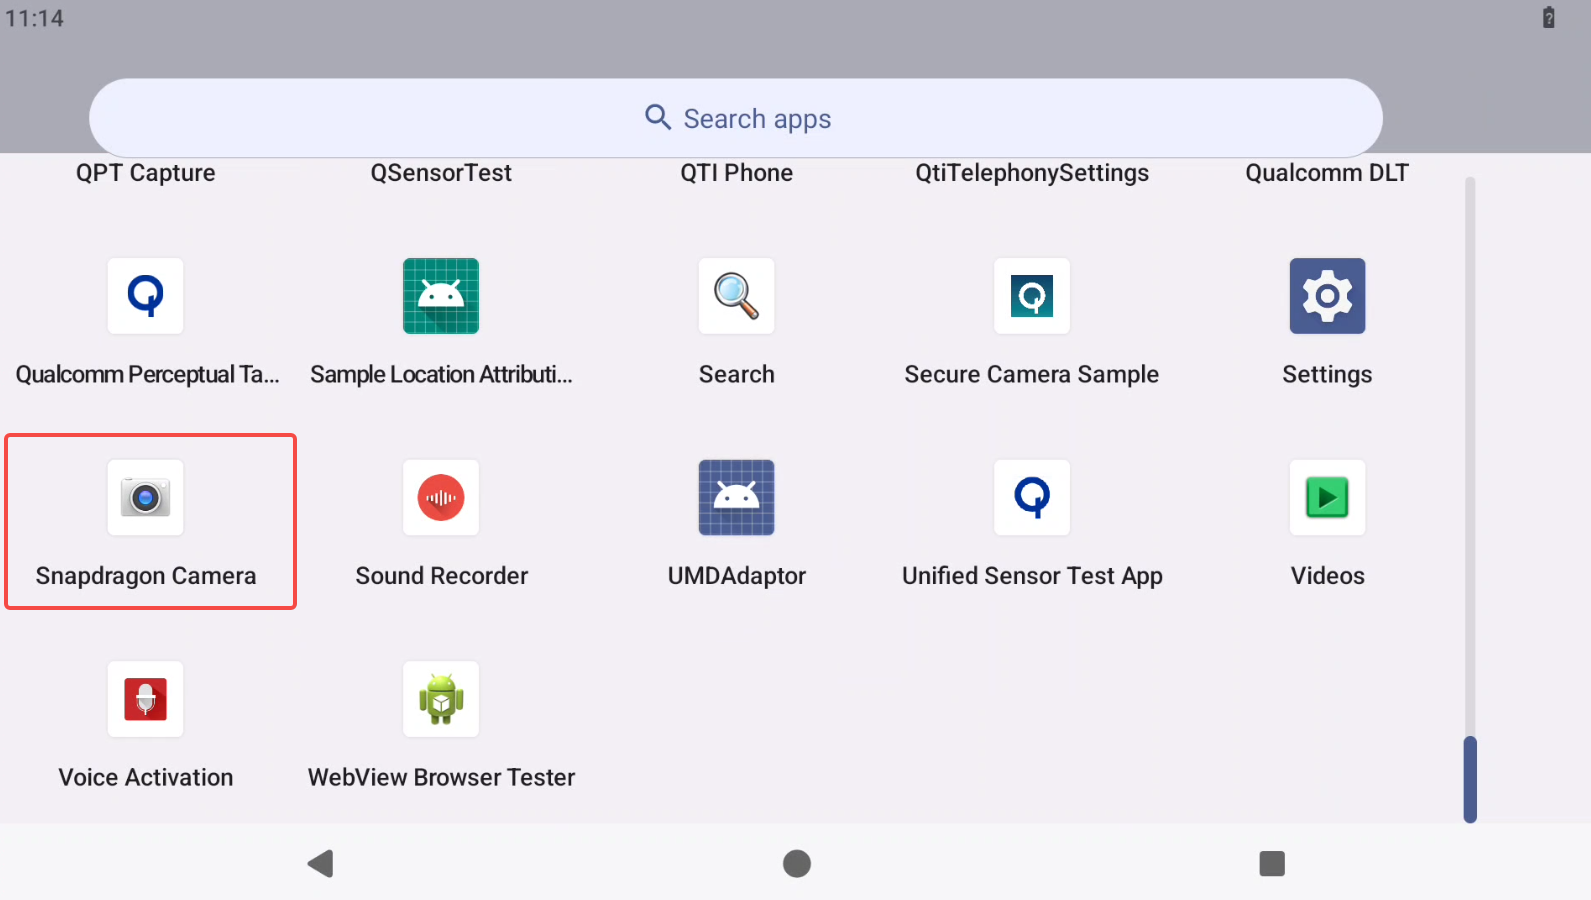 11:14
Search apps
QPT Capture
QSensorTest
QTI Phone
QtiTelephonySettings
Qualcomm DLT
Qualcomm Perceptual Ta...
Sample Location Attributi...
Search
Secure Camera Sample
Settings
Snapdragon Camera
Sound Recorder
UMDAdaptor
Unified Sensor Test App
Videos
Voice Activation
WebView Browser Tester